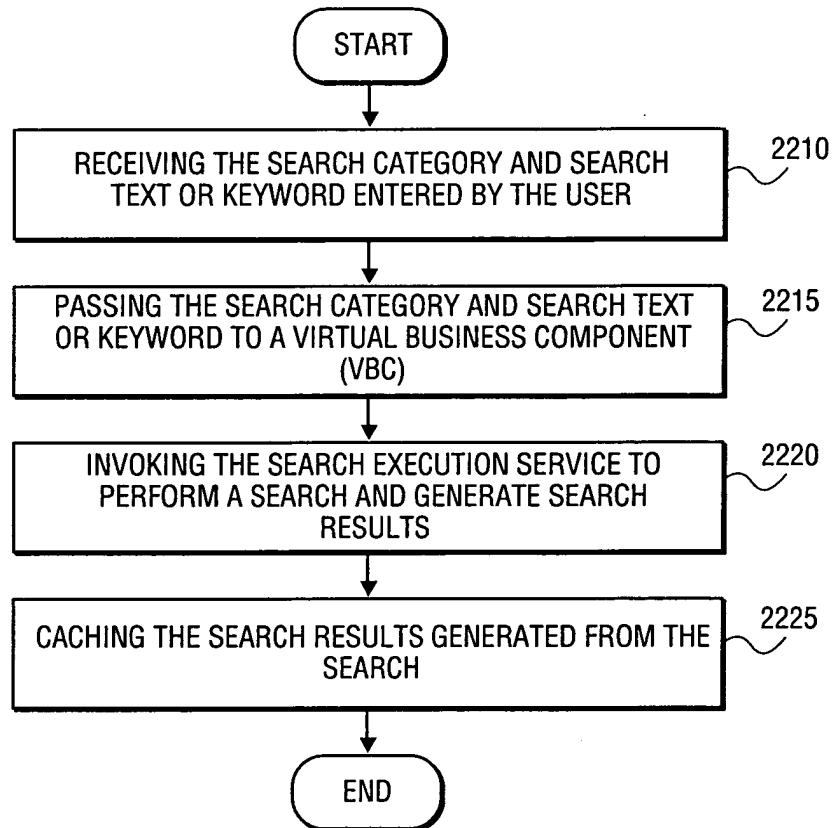 START
RECEIVING THE SEARCH CATEGORY AND SEARCH
TEXT OR KEYWORD ENTERED BY THE USER
2210
PASSING THE SEARCH CATEGORY AND SEARCH TEXT
OR KEYWORD TO A VIRTUAL BUSINESS COMPONENT
(VBC)
2215
INVOKING THE SEARCH EXECUTION SERVICE TO
PERFORM A SEARCH AND GENERATE SEARCH
RESULTS
2220
CACHING THE SEARCH RESULTS GENERATED FROM THE
SEARCH
2225
END